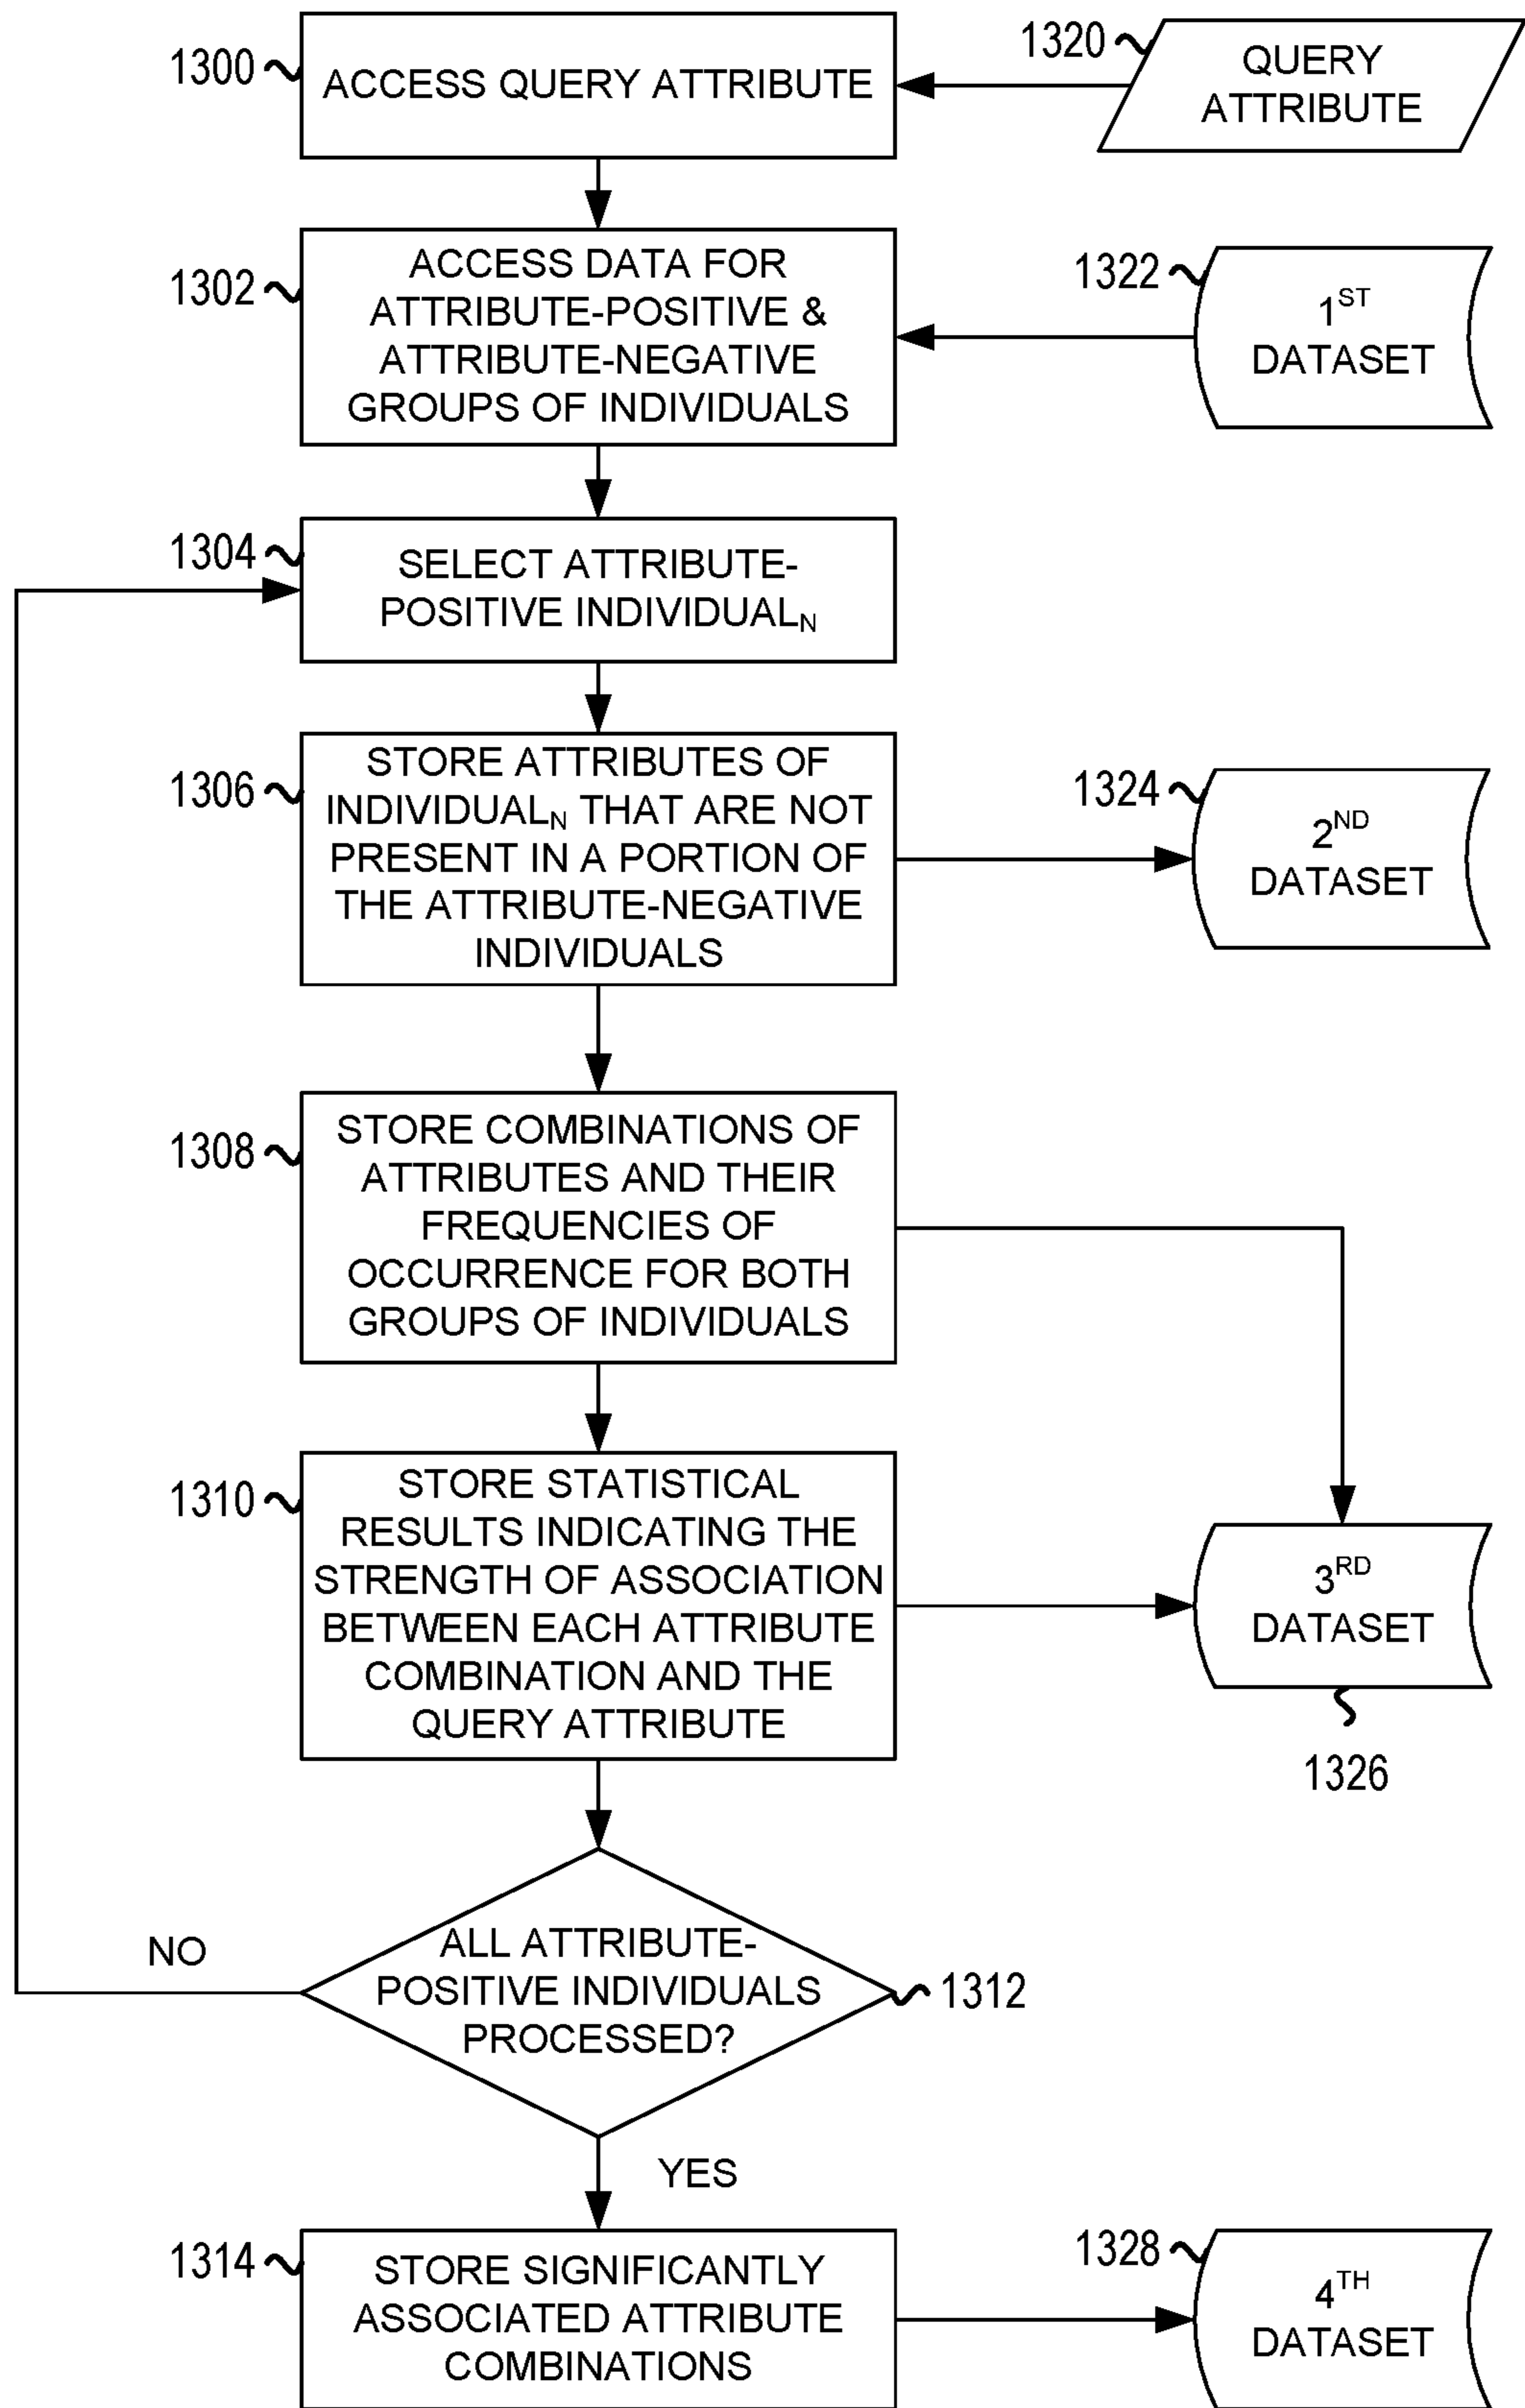 1300
ACCESS QUERY ATTRIBUTE
1320
QUERY
ATTRIBUTE
1302
ACCESS DATA FOR
ATTRIBUTE-POSITIVE &
ATTRIBUTE-NEGATIVE
GROUPS OF INDIVIDUALS
1322
1ST
DATASET
1304
SELECT ATTRIBUTE-
POSITIVE INDIVIDUALN
1306
STORE ATTRIBUTES OF
INDIVIDUALN THAT ARE NOT
PRESENT IN A PORTION OF
THE ATTRIBUTE-NEGATIVE
INDIVIDUALS
1324
2ND
DATASET
1308
STORE COMBINATIONS OF
ATTRIBUTES AND THEIR
FREQUENCIES OF
OCCURRENCE FOR BOTH
GROUPS OF INDIVIDUALS
1310
STORE STATISTICAL
RESULTS INDICATING THE
STRENGTH OF ASSOCIATION
BETWEEN EACH ATTRIBUTE
COMBINATION AND THE
QUERY ATTRIBUTE
3RD
DATASET
1326
NO
ALL ATTRIBUTE-
POSITIVE INDIVIDUALS
PROCESSED?
1312
YES
1314
STORE SIGNIFICANTLY
ASSOCIATED ATTRIBUTE
COMBINATIONS
1328
4TH
DATASET